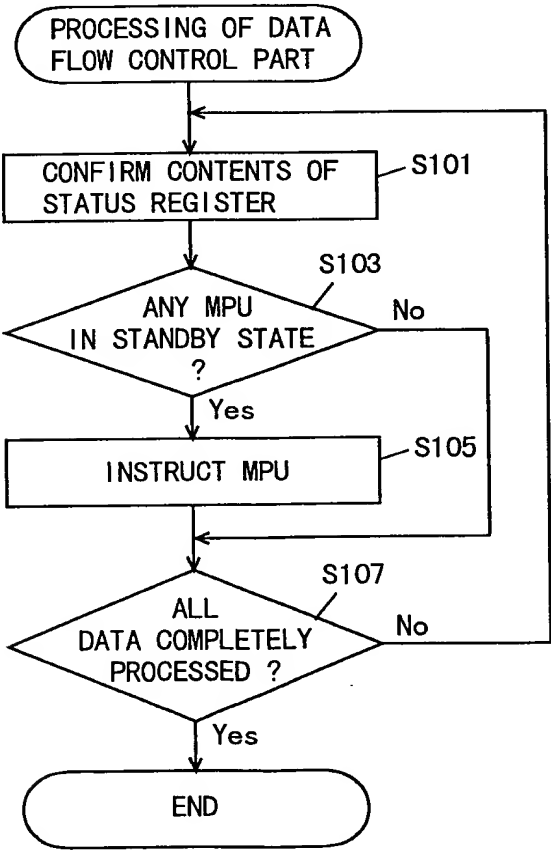 PROCESSING OF DATA
FLOW CONTROL PART
CONFIRM CONTENTS OF
STATUS REGISTER
S101
S103
ANY MPU
IN STANDBY STATE
?
No
Yes
INSTRUCT MPU
S105
S107
ALL
DATA COMPLETELY
PROCESSED ?
No
Yes
END